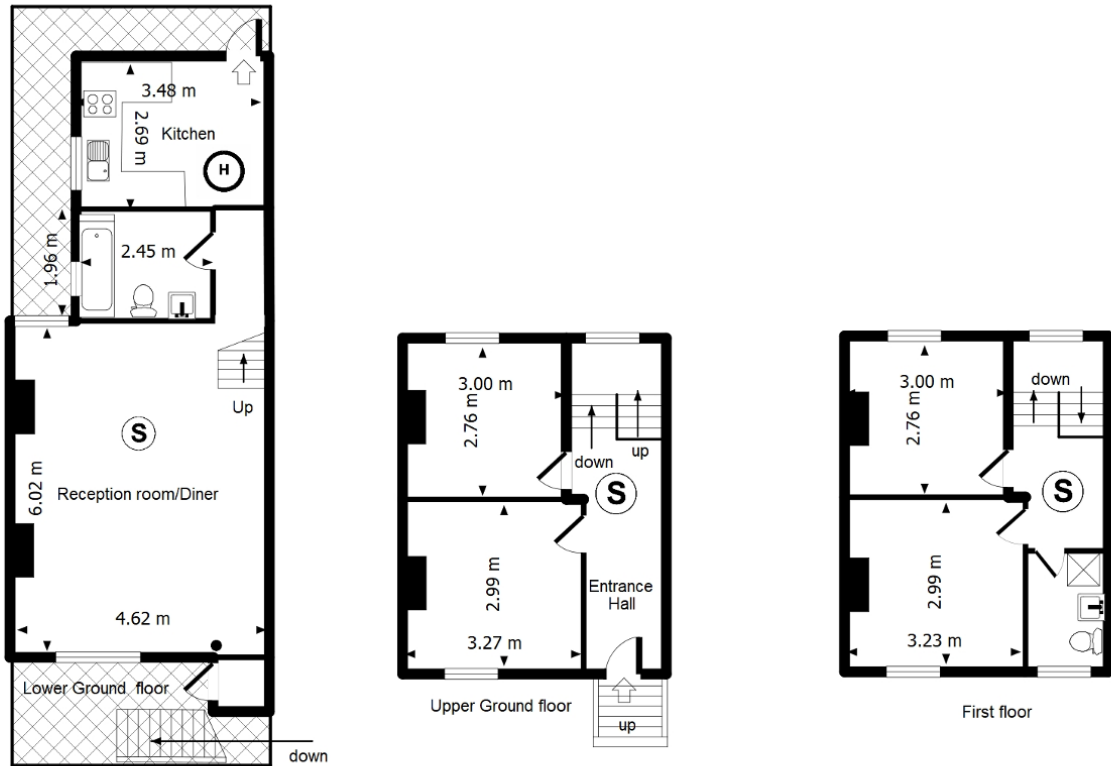 3.48 m
2.69 m
Kitchen
H
1.96 m
2.45 m
Up
S
6.02 m
Reception room/Diner
4.62 m
Lower Ground floor
down
3.00 m
2.76 m
down
up
S
2.99 m
Entrance
Hall
3.27 m
up
Upper Ground floor
3.00 m
2.76 m
down
S
2.99 m
3.23 m
First floor